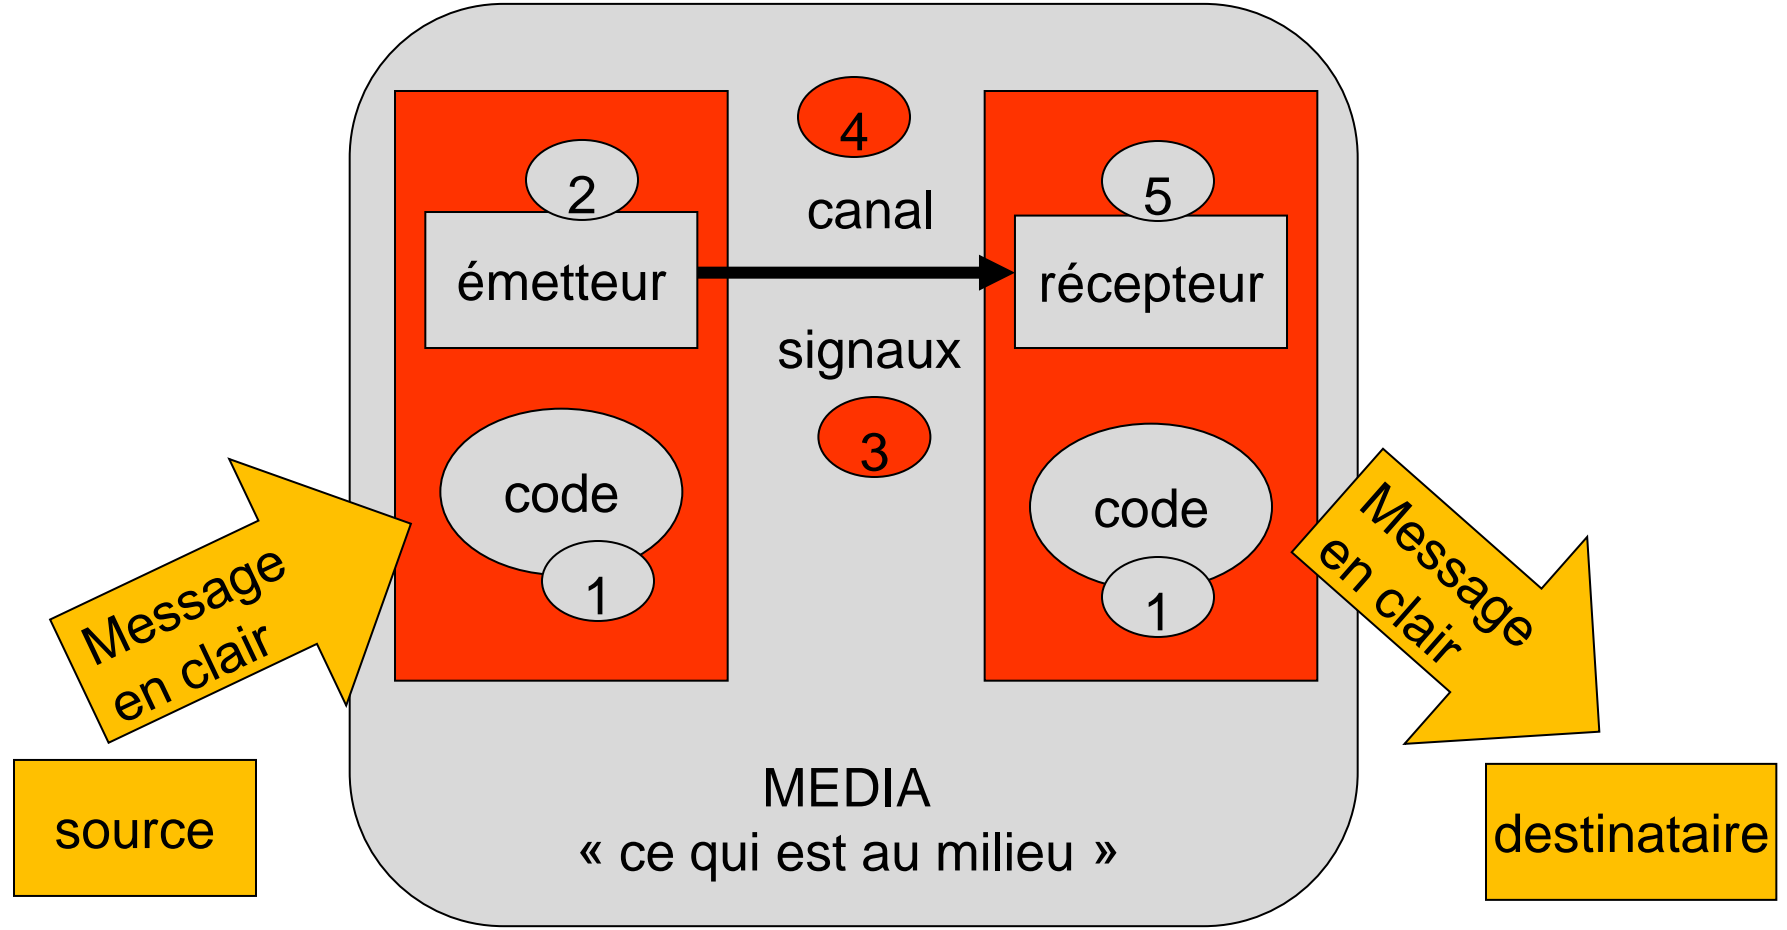 4
2
5
canal
émetteur
récepteur
signaux
3
code
code
1
1
Message
en clair
Message
en clair
MEDIA
« ce qui est au milieu »
source
destinataire